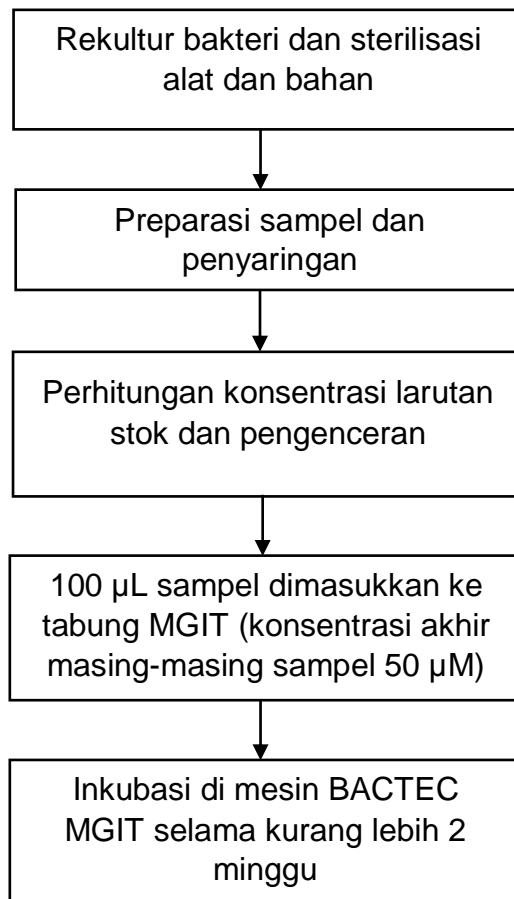 Rekultur bakteri dan sterilisasi
alat dan bahan
Preparasi sampel dan
penyaringan
Perhitungan konsentrasi larutan
stok dan pengenceran
100 µL sampel dimasukkan ke
tabung MGIT (konsentrasi akhir
masing-masing sampel 50 µM)
Inkubasi di mesin BACTEC
MGIT selama kurang lebih 2
minggu